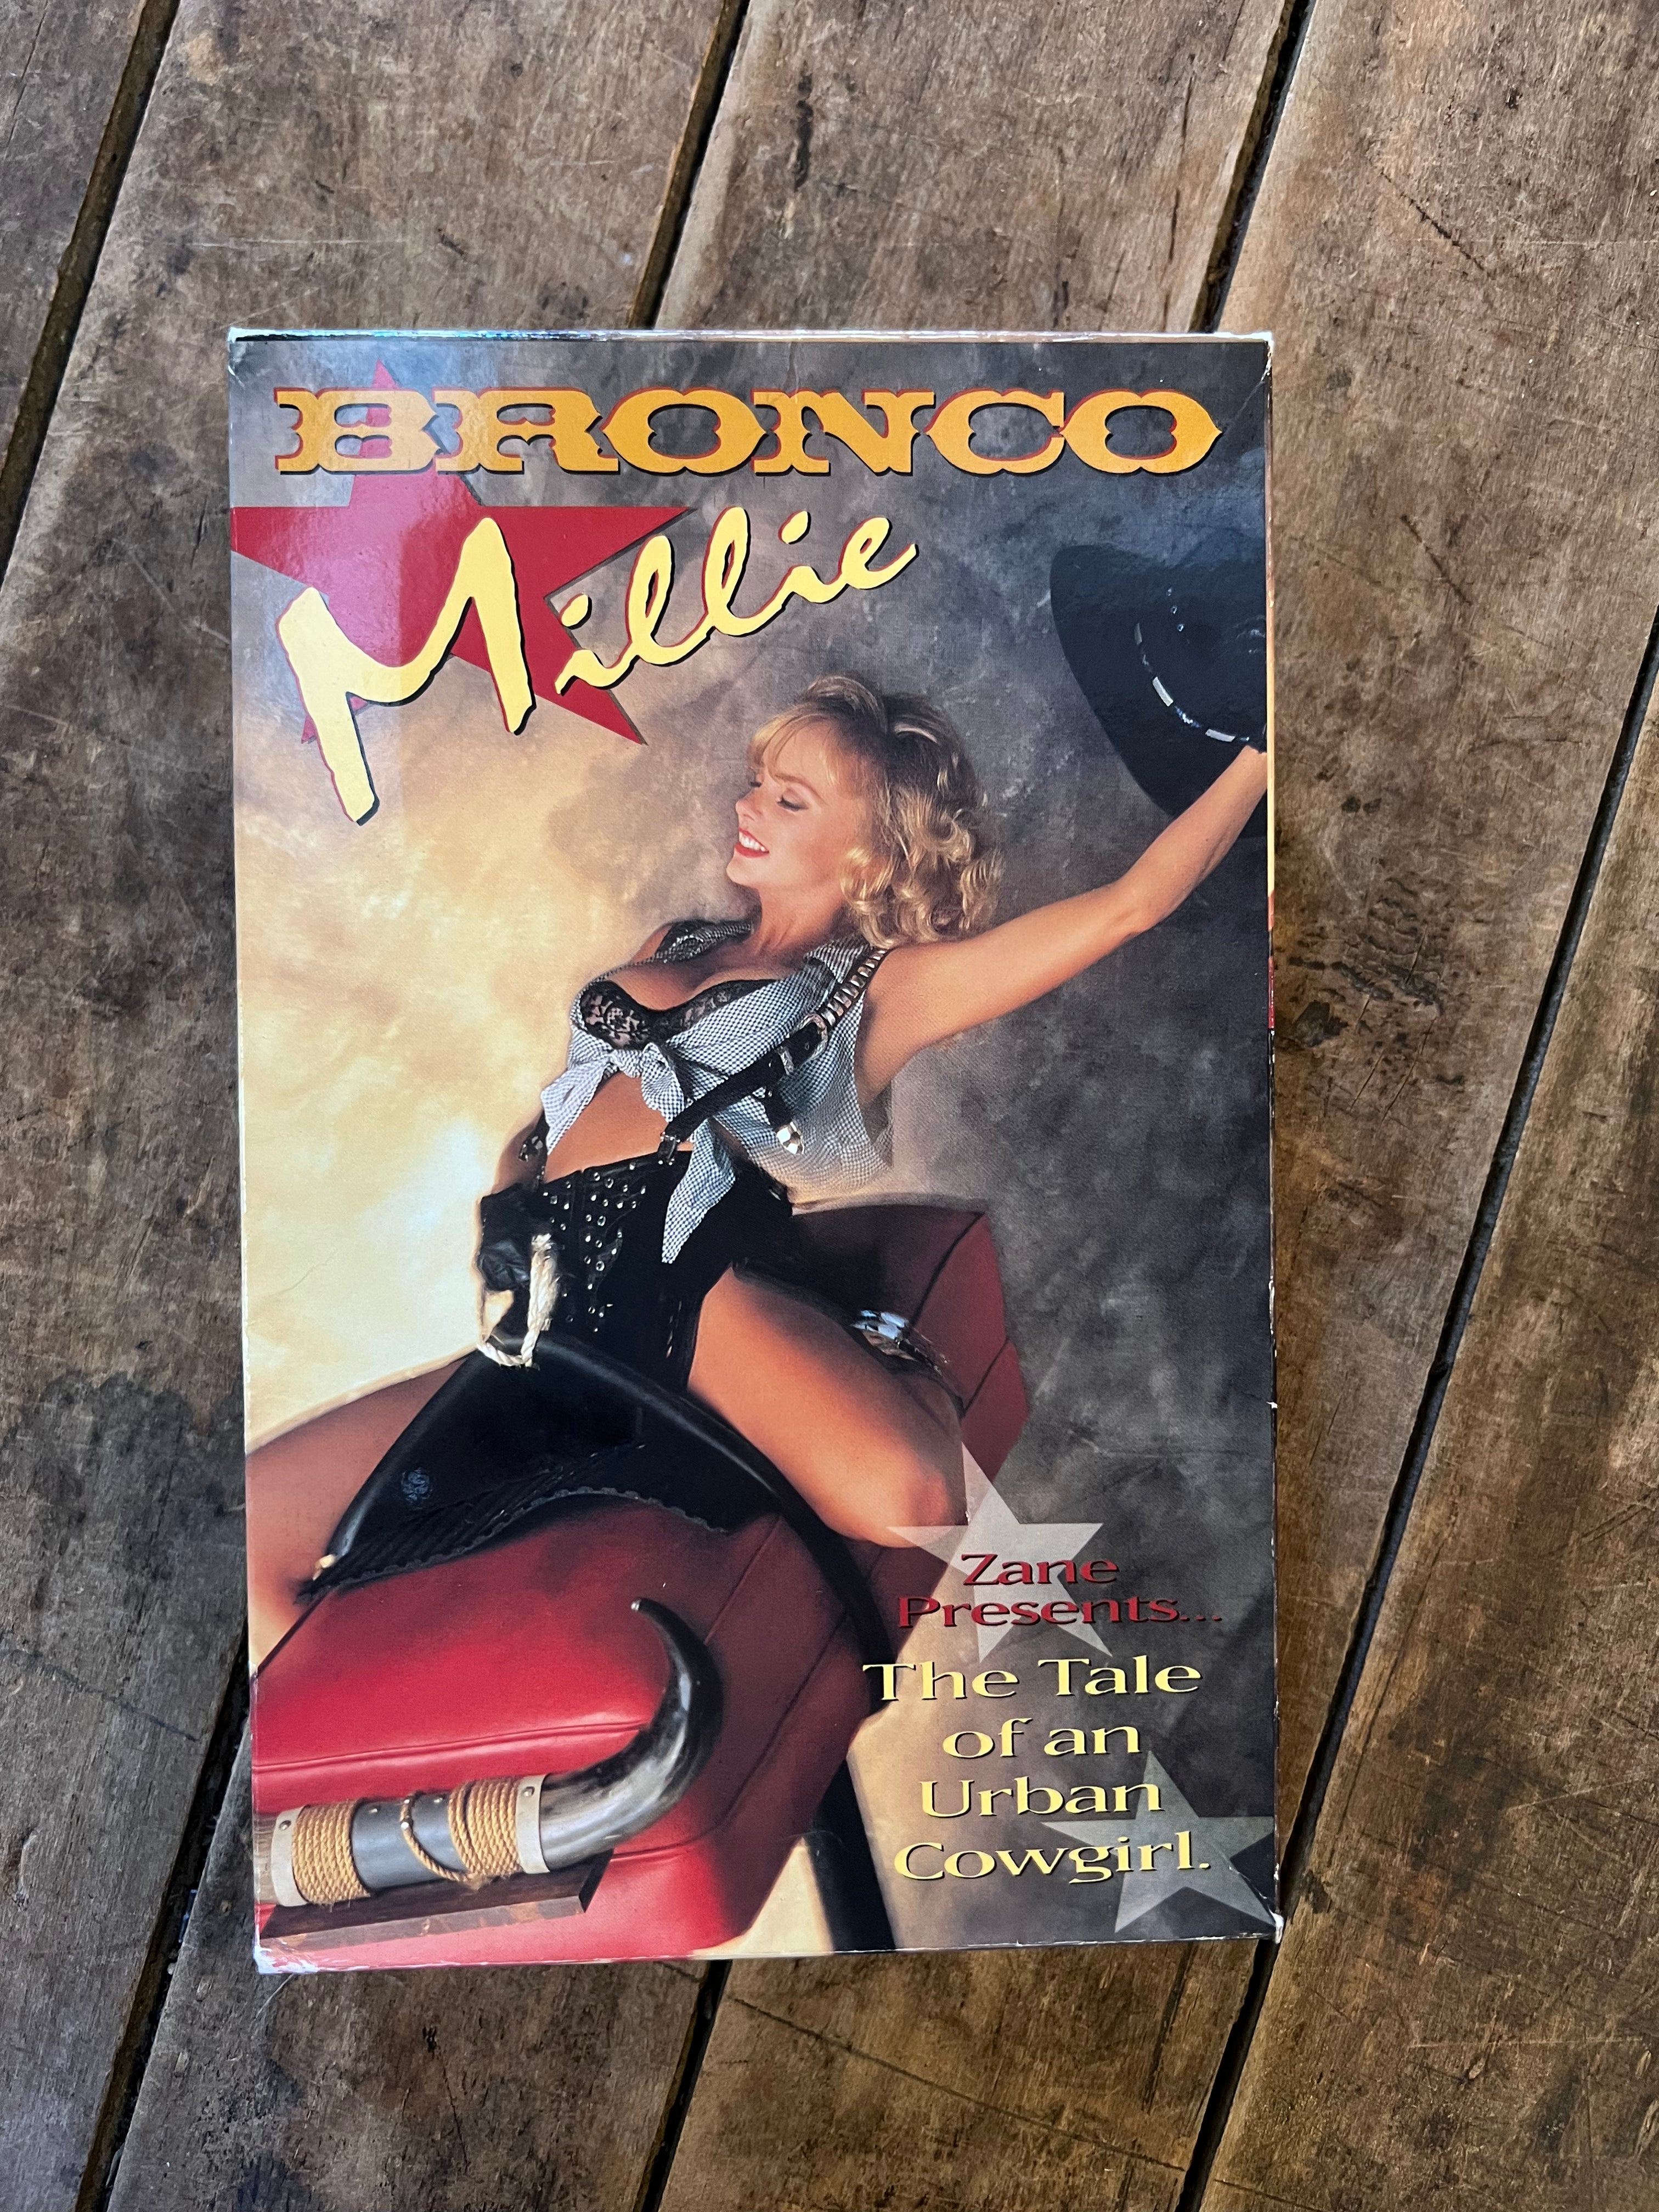 BRONCO
Millie
Zane
Presents...
The Tale
of an
Urban
Cowgirl.